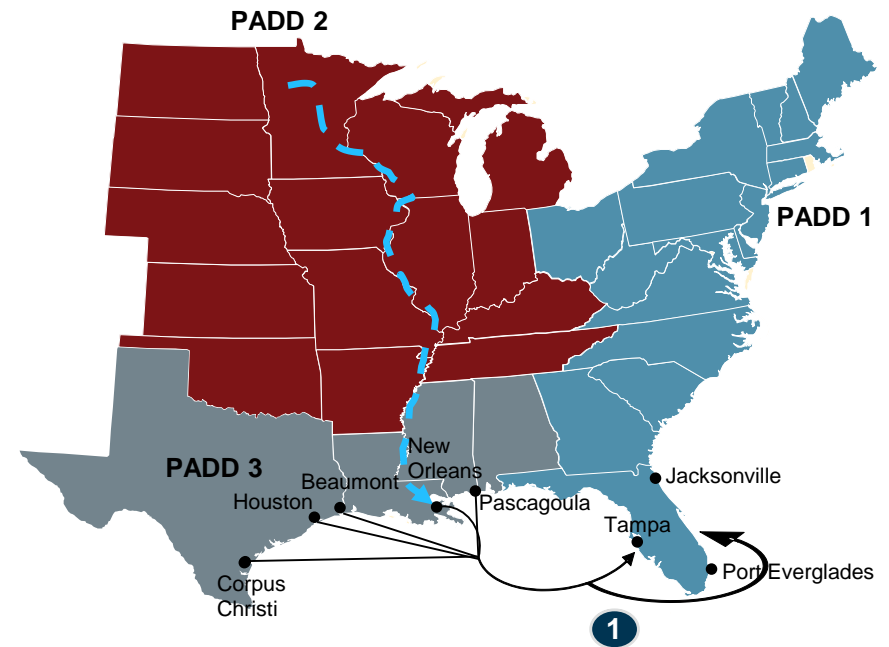 PADD 2
PADD 1
New
Orleans
PADD 3
Beaumont
Jacksonville
Houston
Pascagoula
Tampa
Port Everglades
Corpus
Christi
1